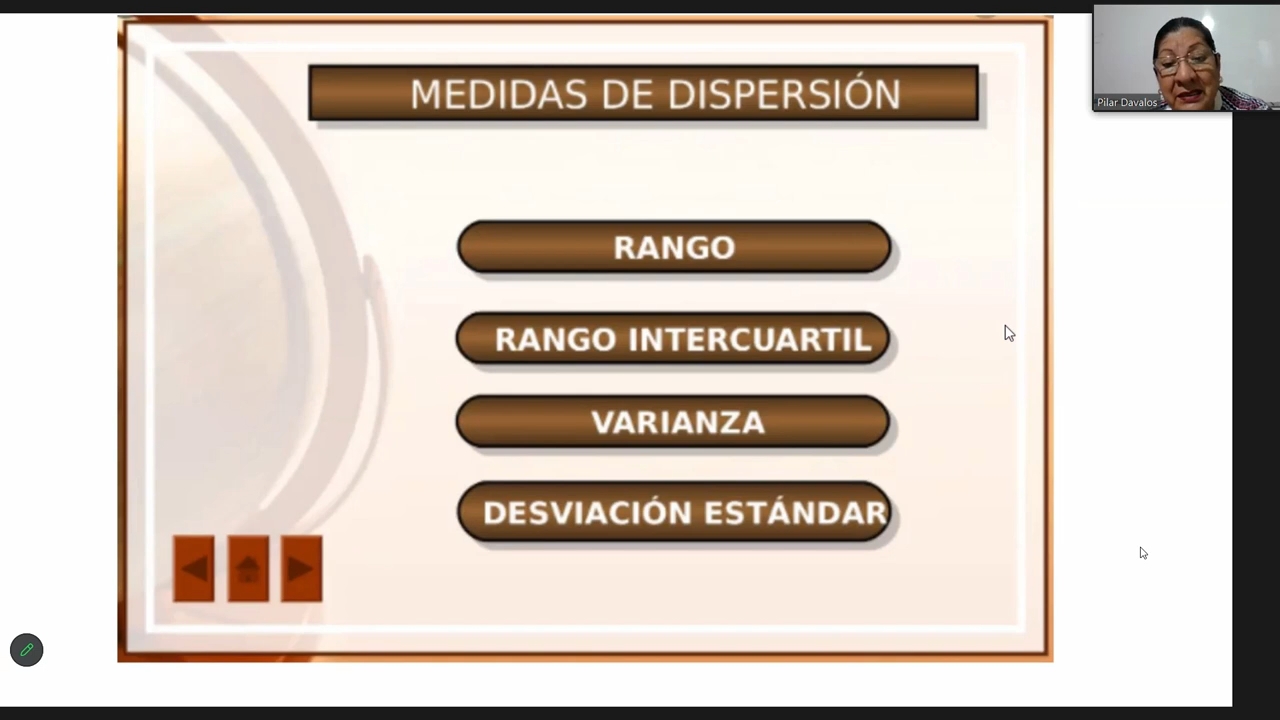 MEDIDAS DE DISPERSIÓN
Pilar Davalos
RANGO
RANGO INTERCUARTIL
VARIANZA
DESVIACIÓN ESTÁNDAR